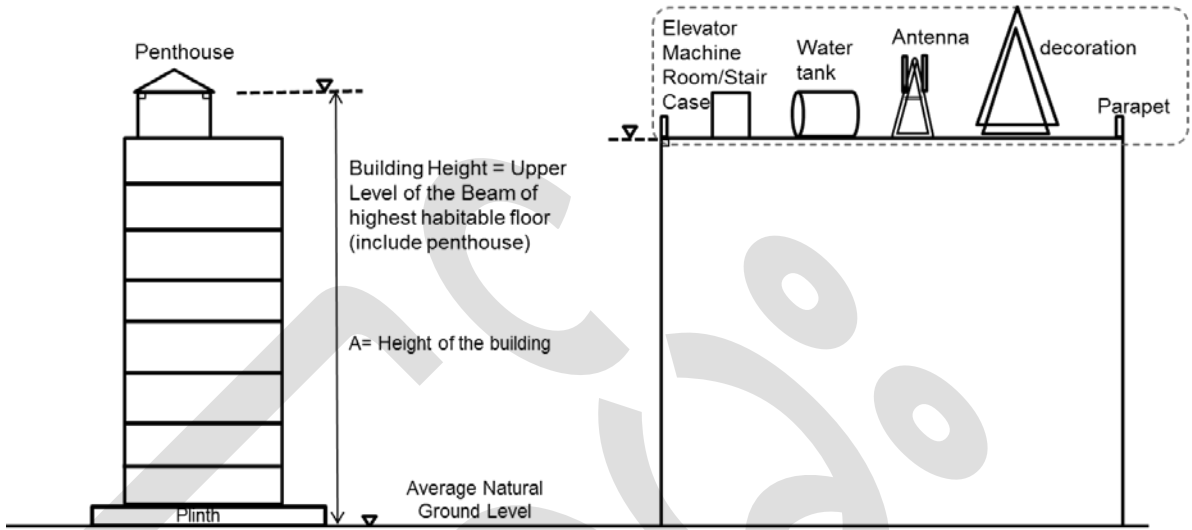 Penthouse
Building Height = Upper
Level of the Beam of
highest habitable floor
(include penthouse)
A= Height of the building
Average Natural
Ground Level
Plinth
Elevator
Machine
Room/Stair
Case
Water
tank
Antenna
decoration
Parapet